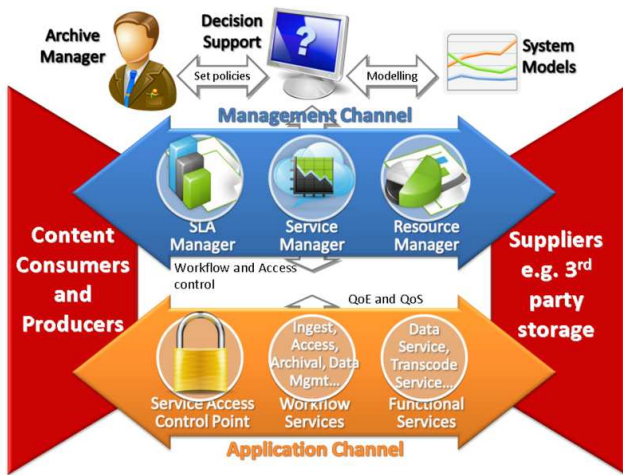 Archive
Manager
Decision
Support
System
Models
?
Set policies
Modelling
Management Channel
SLA
Manager
Service
Manager
Resource
Manager
Content
Consumers
and
Producers
Suppliers
e.g. 3rd
party
storage
Workflow and Access
control
QoE and QoS
Ingest,
Access,
Archival, Data
Mgmt...
Data
Service,
Transcode
Service...
Service Access
Control Point
Workflow
Services
Functional
Services
Application Channel